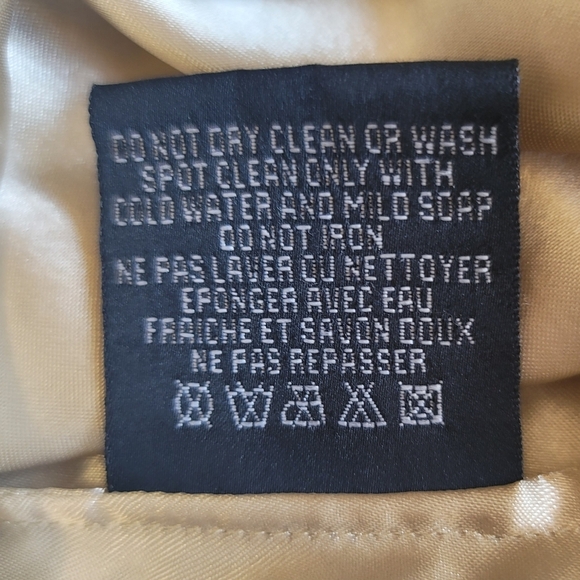 DO NOT DRY CLEAN OR WASH
SPOT CLEAN ONLY WITH
COLD WATER AND MILD SOAP
DO NOT IRON
NE PAS LAVER OU NETTOYER
EPONGER AVEC EAU
FRAICHE ET SAVON DOUX
NE PAS REPASSER